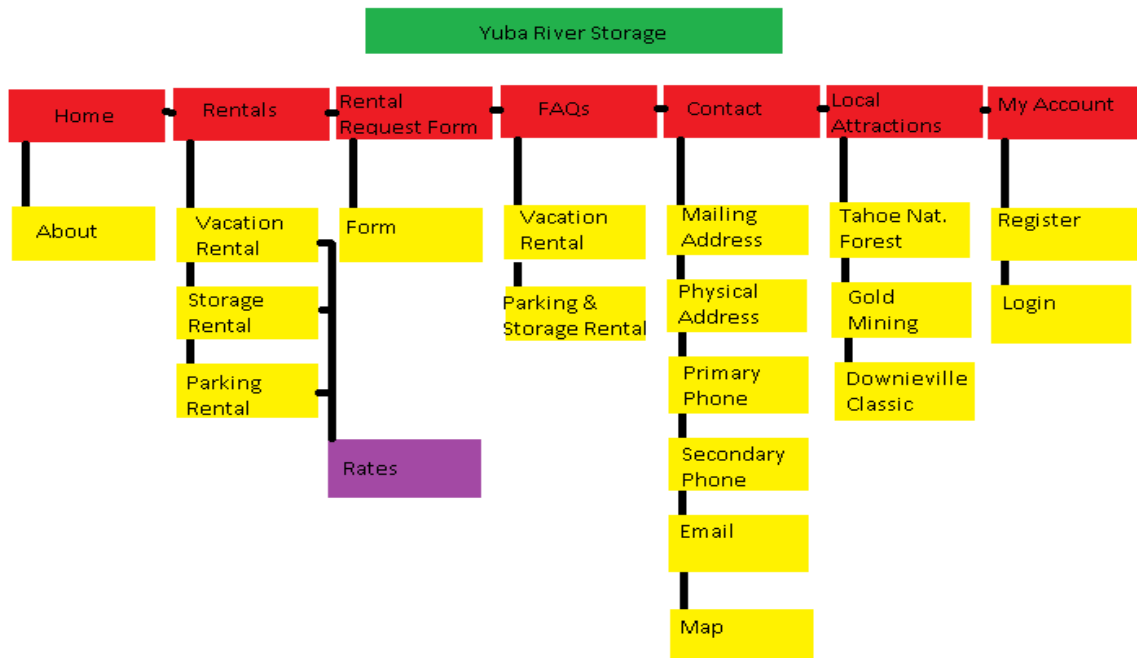 Yuba River Storage
Home
Rentals
Rental
Request Form
FAQs
Contact
Local
Attractions
My Account
About
Vacation
Rental
Storage
Rental
Parking
Rental
Rates
Form
Vacation
Rental
Parking &
Storage Rental
Mailing
Address
Physical
Address
Primary
Phone
Secondary
Phone
Email
Map
Tahoe Nat.
Forest
Gold
Mining
Downieville
Classic
Register
Login